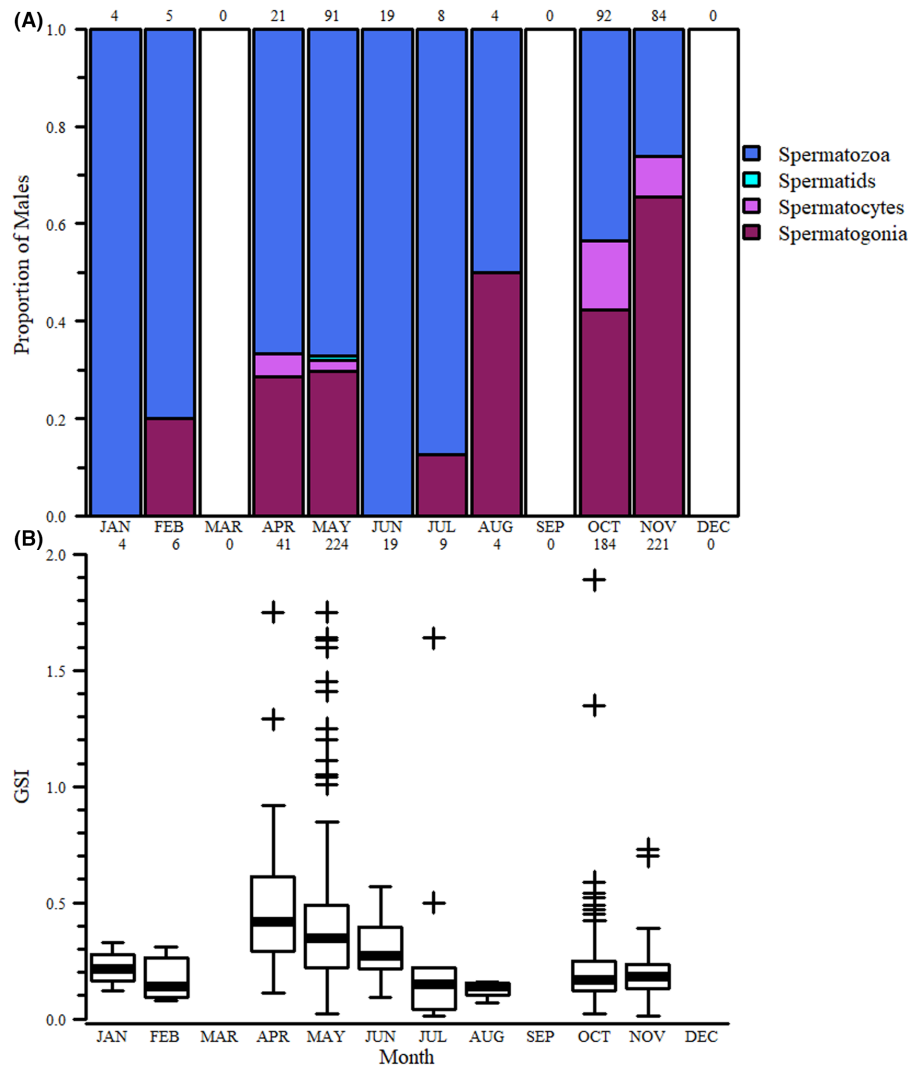 (A) 4 5 0 21 91 19 8 4 0 92 84 0
1.0
0.8
0.6
0.4
0.2
0.0
Proportion of Males
Spermatozoa
Spermatids
Spermatocytes
Spermatogonia
JAN FEB MAR APR MAY JUN JUL AUG SEP OCT NOV DEC
(B) 4 6 0 41 224 19 9 4 0 184 221 0
2.0
1.5
1.0
0.5
0.0
GSI
JAN FEB MAR APR MAY JUN JUL AUG SEP OCT NOV DEC
Month